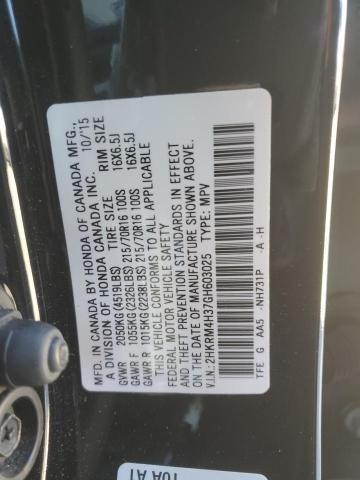 MFD. IN CANADA BY HONDA OF CANADA MFG.,
A DIVISION OF HONDA CANADA INC. 10/'15
TIRE SIZE RIM SIZE
GVWR 2050KG(4519LBS)
GAWR F 1055KG(2326LBS) 215/70R16 100S 16X6.5J
GAWR R 1015KG(2238LBS) 215/70R16 100S 16X6.5J
THIS VEHICLE CONFORMS TO ALL APPLICABLE
FEDERAL MOTOR VEHICLE SAFETY AND
THEFT PREVENTION STANDARDS IN EFFECT
ON THE DATE OF MANUFACTURE SHOWN ABOVE.
V.I.N.: 2HKRM4H37GH603025 TYPE: MPV
TFE G AA5 NH731P -A -H